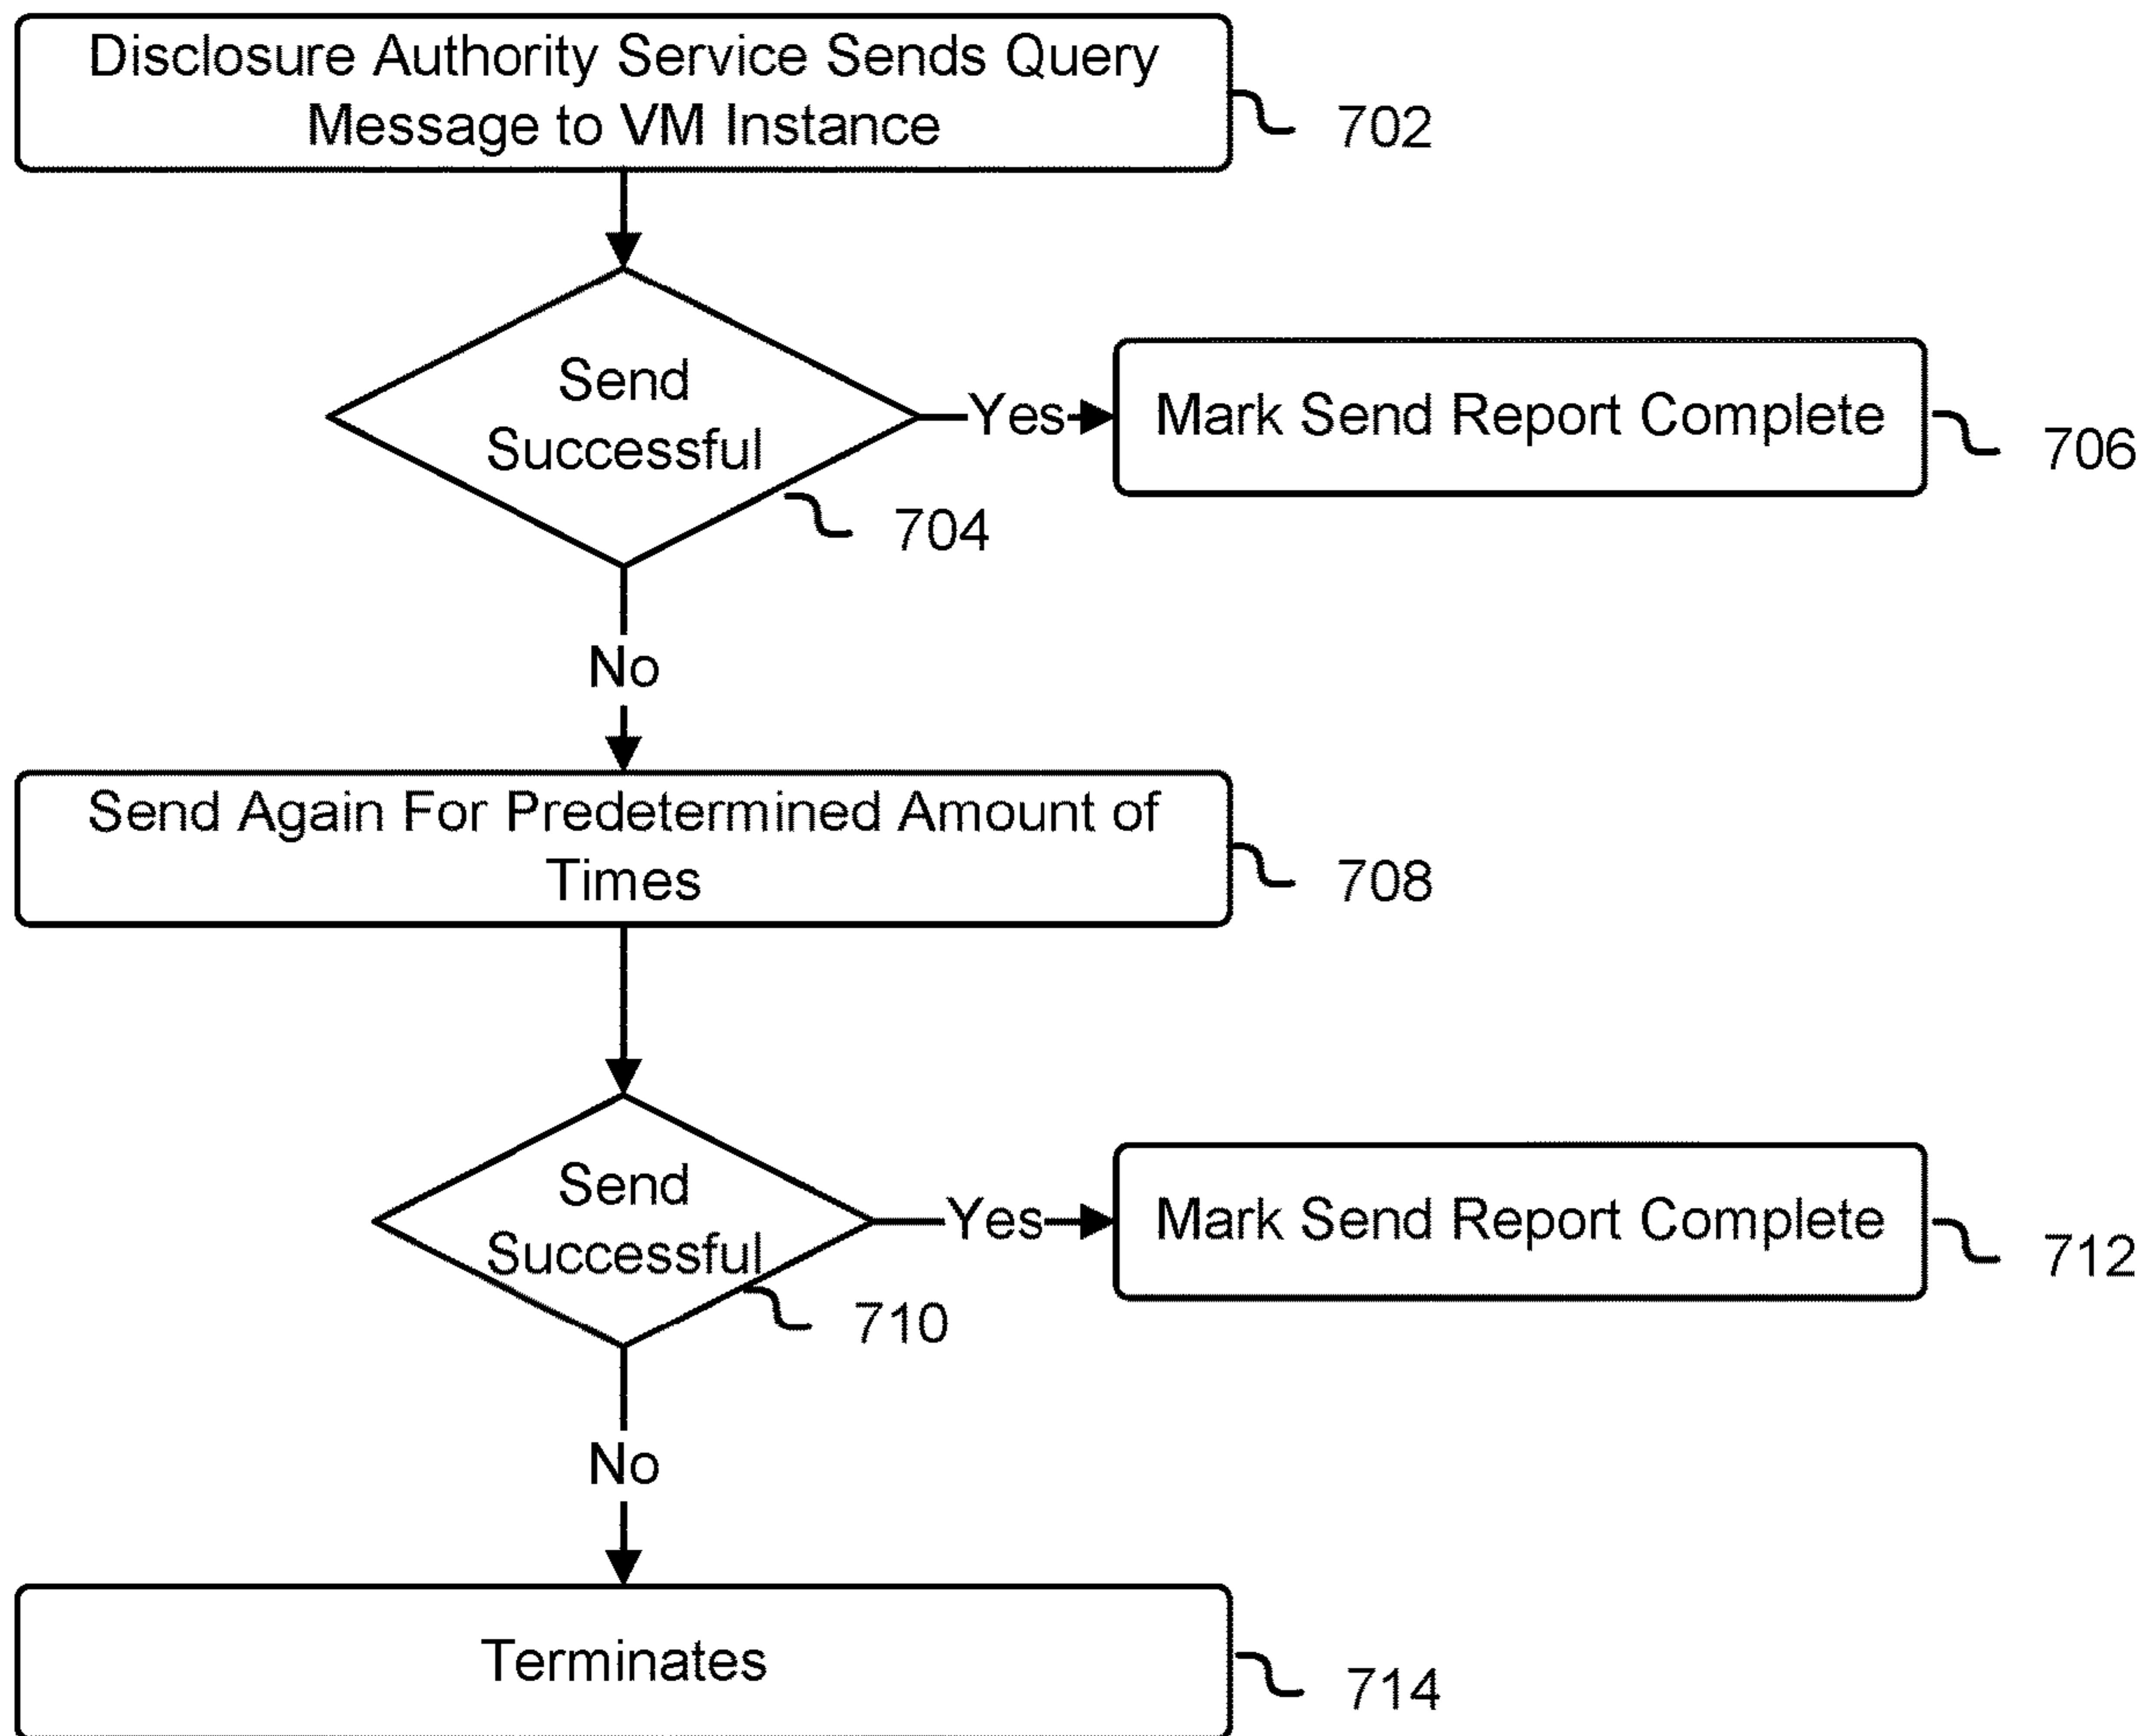 Disclosure Authority Service Sends Query
Message to VM Instance
702
Send
Successful
Yes
Mark Send Report Complete
706
704
No
Send Again For Predetermined Amount of
Times
708
Send
Successful
Yes
Mark Send Report Complete
712
710
No
Terminates
714